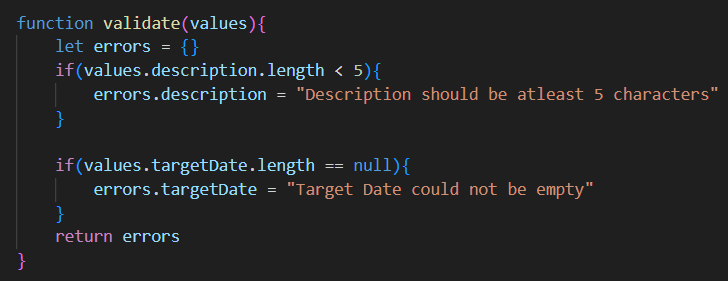 function validate(values){
    let errors = {}
    if(values.description.length < 5){
        errors.description = "Description should be atleast 5 characters"
    }

    if(values.targetDate.length == null){
        errors.targetDate = "Target Date could not be empty"
    }
    return errors
}